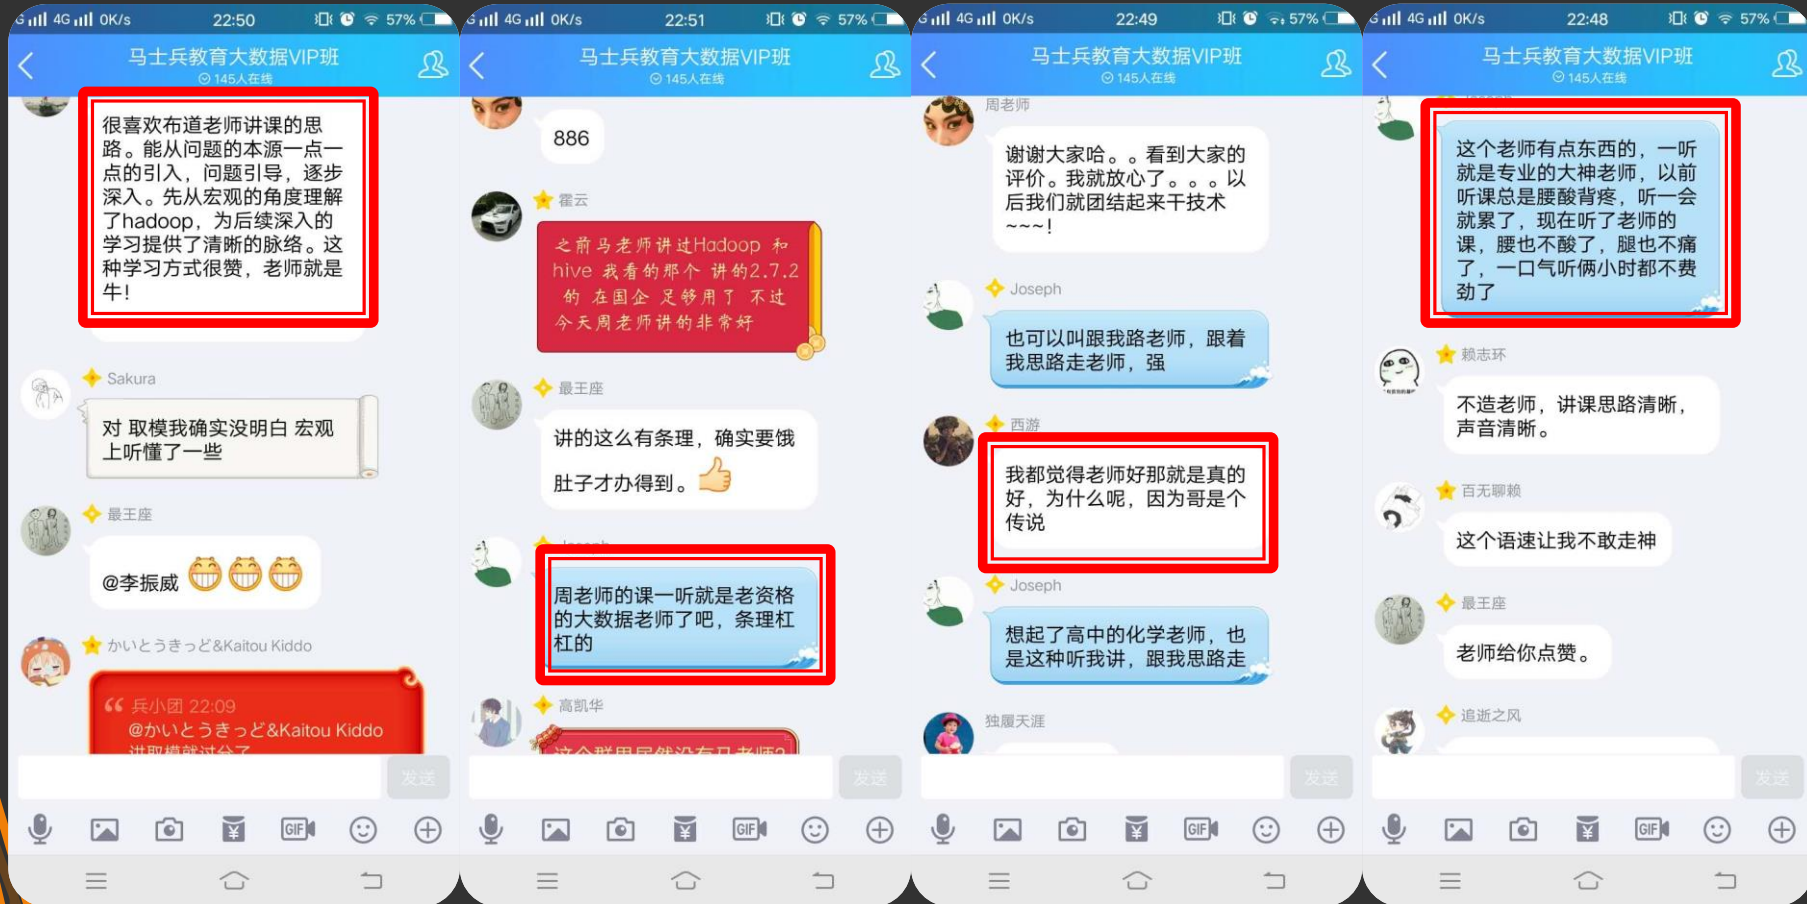 4G 0K/s 22:50 57%
马士兵教育大数据VIP班
145人在线
很喜欢布道老师讲课的思
路。能从问题的本源一点一
点的引入，问题引导，逐步
深入。先从宏观的角度理解
了hadoop，为后续深入的
学习提供了清晰的脉络。这
种学习方式很赞，老师就是
牛！
Sakura
对 取模我确实没明白 宏观
上听懂了一些
最王座
@李振威
かいとうきっど&Kaitou Kiddo
兵小团 22:09
@かいとうきっど&Kaitou Kiddo
讲取模就过分了
发送
GIF
4G 0K/s 22:51 57%
马士兵教育大数据VIP班
145人在线
886
霍云
之前马老师讲过Hadoop 和
hive 我看的那个 讲的2.7.2
的 在国企 足够用了 不过
今天周老师讲的非常好
最王座
讲的这么有条理，确实要饿
肚子才办得到。
Joseph
周老师的课一听就是老资格
的大数据老师了吧，条理杠
杠的
高凯华
这个群里居然没有马老师?
发送
GIF
4G 0K/s 22:49 57%
马士兵教育大数据VIP班
145人在线
周老师
谢谢大家哈。。看到大家的
评价。我就放心了。。。以
后我们就团结起来干技术
~~~!
Joseph
也可以叫跟我路老师，跟着
我思路走老师，强
西游
我都觉得老师好那就是真的
好，为什么呢，因为哥是个
传说
Joseph
想起了高中的化学老师，也
是这种听我讲，跟我思路走
独履天涯
发送
GIF
4G 0K/s 22:48 57%
马士兵教育大数据VIP班
145人在线
这个老师有点东西的，一听
就是专业的大神老师，以前
听课总是腰酸背疼，听一会
就累了，现在听了老师的
课，腰也不酸了，腿也不痛
了，一口气听俩小时都不费
劲了
赖志环
不造老师，讲课思路清晰，
声音清晰。
百无聊赖
这个语速让我不敢走神
最王座
老师给你点赞。
追逝之风
发送
GIF